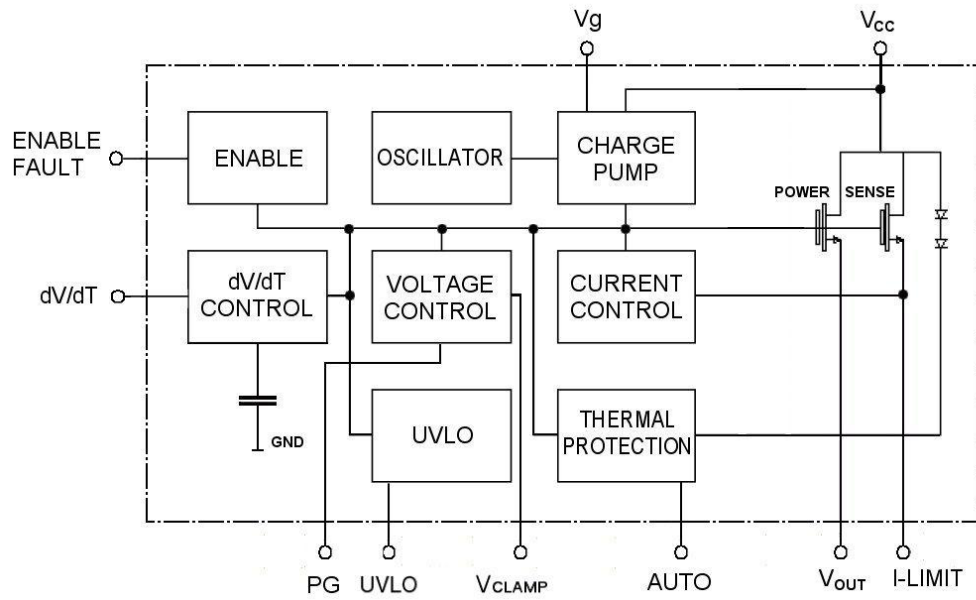 Vg
VCC
ENABLE
FAULT
ENABLE
OSCILLATOR
CHARGE
PUMP
POWER
SENSE
dV/dT
dV/dT
CONTROL
VOLTAGE
CONTROL
CURRENT
CONTROL
GND
UVLO
THERMAL
PROTECTION
PG
UVLO
VCLAMP
AUTO
VOUT
I-LIMIT